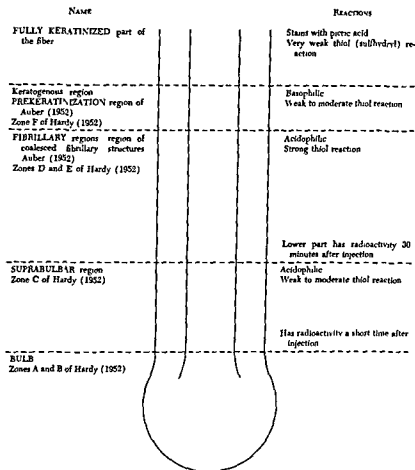 NAME
REACTIONS
FULLY KERATINIZED part of
the fiber
Stains with picric acid
Very weak thiol (sulfhydryl) re-
action
Keratogenous region
PREKERATINIZATION region of
Auber (1952)
Zone F of Hardy (1952)
Basophilic
Weak to moderate thiol reaction
FIBRILLARY regions region of
coalesced fibrillary structures
Auber (1952)
Zones D and E of Hardy (1952)
Acidophilic
Strong thiol reaction
Lower part has radioactivity 30
minutes after injection
SUPRABULBAR region
Zone C of Hardy (1952)
Acidophilic
Weak to moderate thiol reaction
Has radioactivity a short time after
injection
BULB
Zones A and B of Hardy (1952)